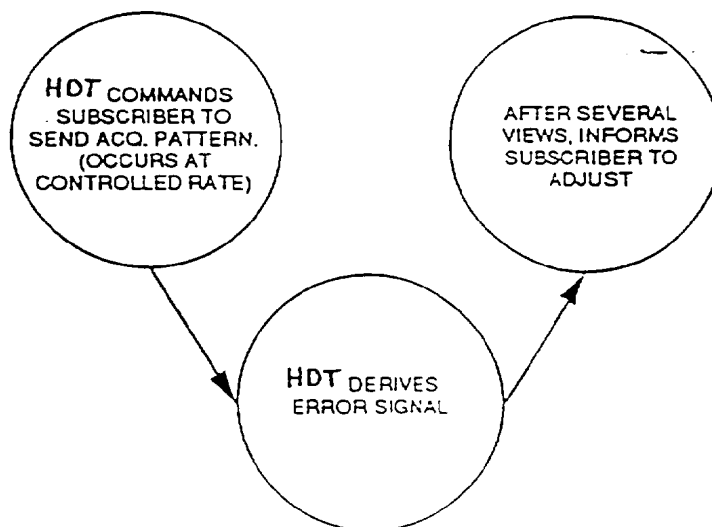 HDT COMMANDS
SUBSCRIBER TO
SEND ACQ. PATTERN.
(OCCURS AT
CONTROLLED RATE)
AFTER SEVERAL
VIEWS, INFORMS
SUBSCRIBER TO
ADJUST
HDT DERIVES
ERROR SIGNAL